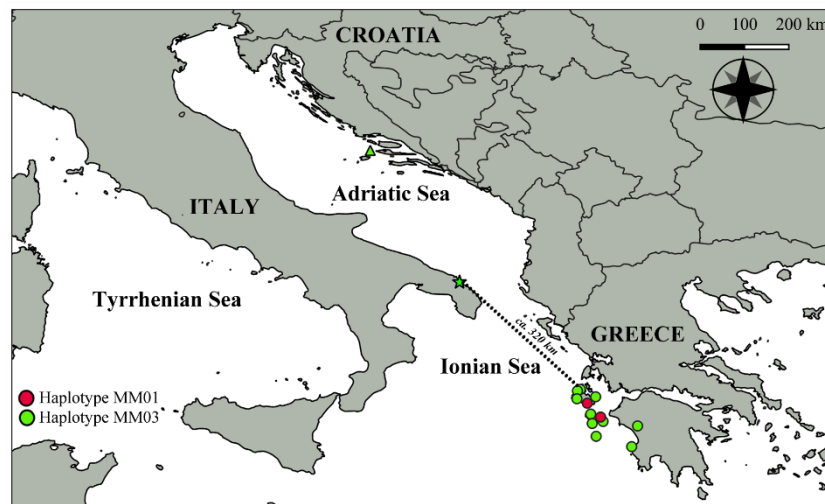 CROATIA
0 100 200 km
Adriatic Sea
ITALY
Tyrrhenian Sea
ca. 320 km
GREECE
Ionian Sea
Haplotype MM01
Haplotype MM03